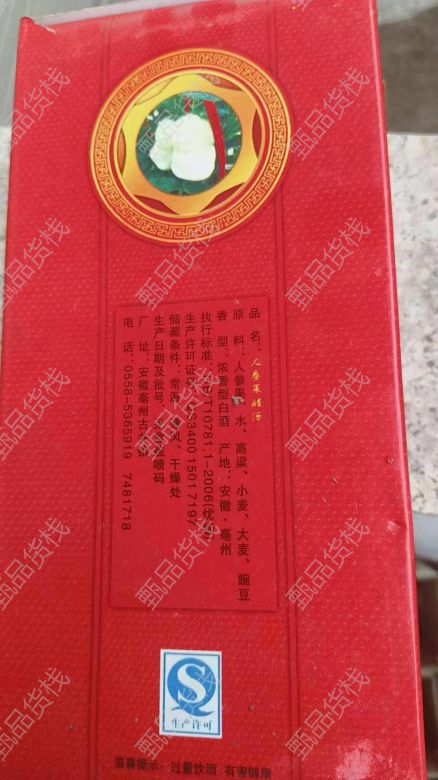 品 名：人参果硒酒
原 料：人参果、水、高粱、小麦、大麦、豌豆
香 型：浓香型白酒 产地：安徽·亳州
执行标准：GB/T10781.1-2006(优级)
生产许可证号：QS3400 1501 7197
储藏条件：常温、通风、干燥处
生产日期及批号：喷码
厂 址：安徽亳州古井镇
电 话：0558-5365919 7481718
生产许可
温馨提示：过量饮酒 有害健康
甄品货栈